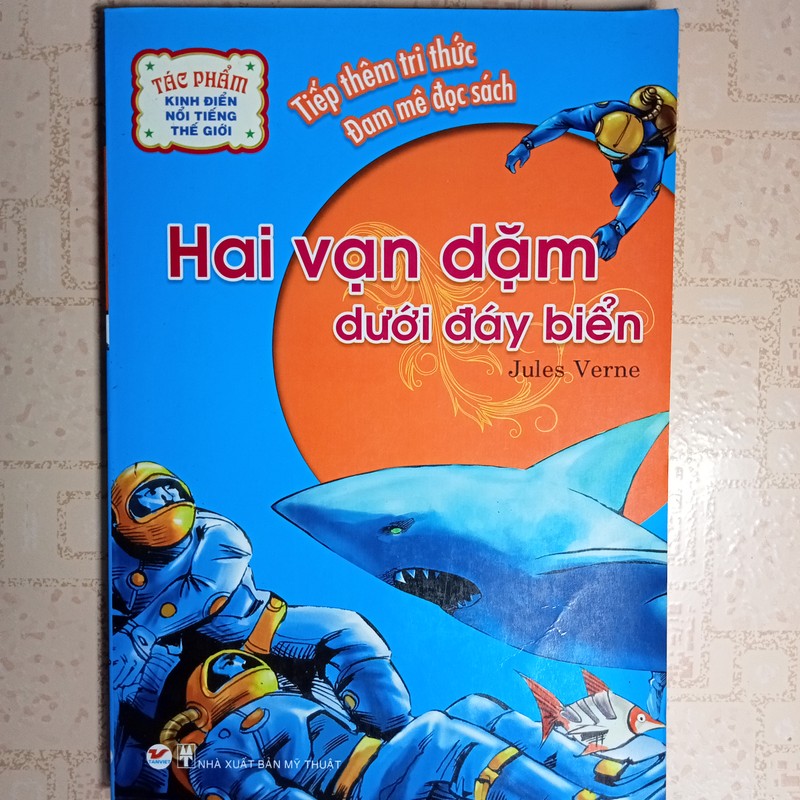 TÁC PHẨM
KINH ĐIỂN
NỔI TIẾNG
THẾ GIỚI
Tiếp thêm tri thức
Đam mê đọc sách
Hai vạn dặm
dưới đáy biển
Jules Verne
TANVIET
NHÀ XUẤT BẢN MỸ THUẬT